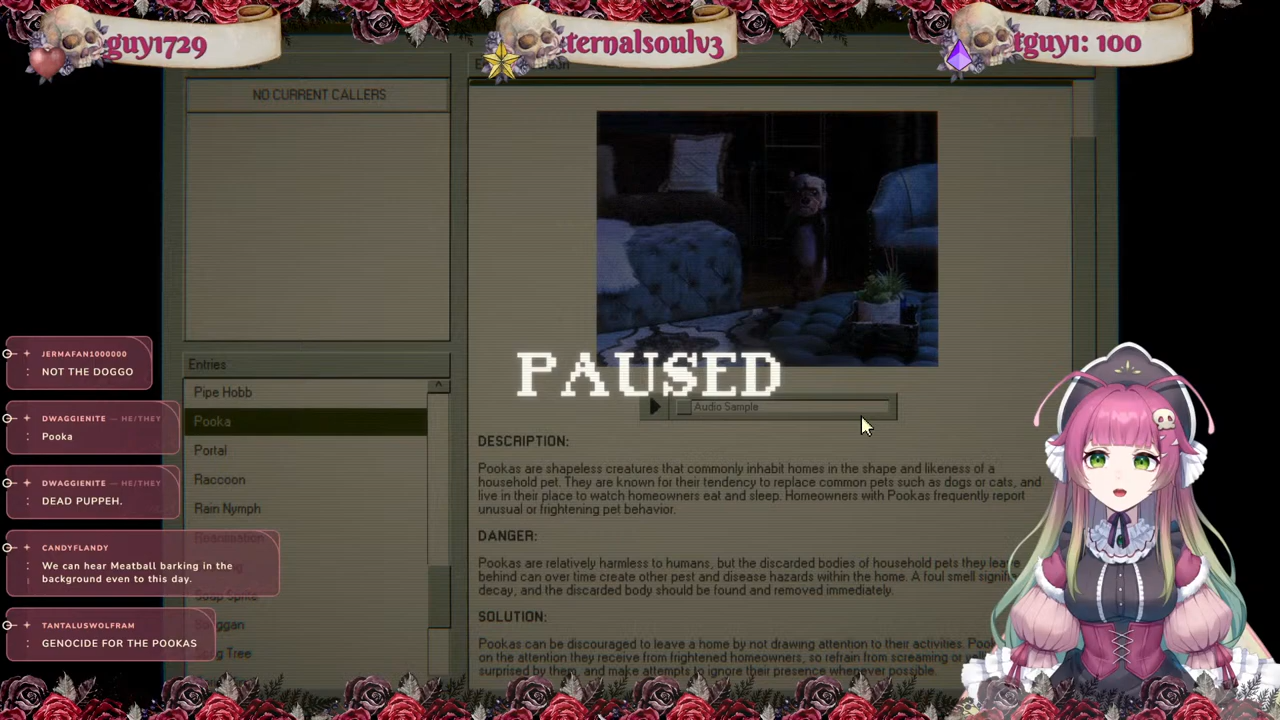 guy1729
ternalsoulv3
tguy1: 100
NO CURRENT CALLERS
PAUSED
Audio Sample
Entries
Pipe Hobb
Pooka
Portal
Raccoon
Rain Nymph
Reanimation
Soap Sprite
ggan
Tree
DESCRIPTION:
Pookas are shapeless creatures that commonly inhabit homes in the shape and likeness of a
household pet. They are known for their tendency to replace common pets such as dogs or cats, and
live in their place to watch homeowners eat and sleep. Homeowners with Pookas frequently report
unusual or frightening pet behavior.
DANGER:
Pookas are relatively harmless to humans, but the discarded bodies of household pets they leave
behind can over time create other pest and disease hazards within the home. A foul smell signifi
decay, and the discarded body should be found and removed immediately.
SOLUTION:
Pookas can be discouraged to leave a home by not drawing attention to their activities. Pook
on the attention they receive from frightened homeowners, so refrain from screaming or
surprised by them, and make attempts to ignore their presence whenever possible.
JERMAFAN1000000
NOT THE DOGGO
DWAGGIENITE — HE/THEY
Pooka
DWAGGIENITE — HE/THEY
DEAD PUPPEH.
CANDYFLANDY
We can hear Meatball barking in the
background even to this day.
TANTALUSWOLFRAM
GENOCIDE FOR THE POOKAS